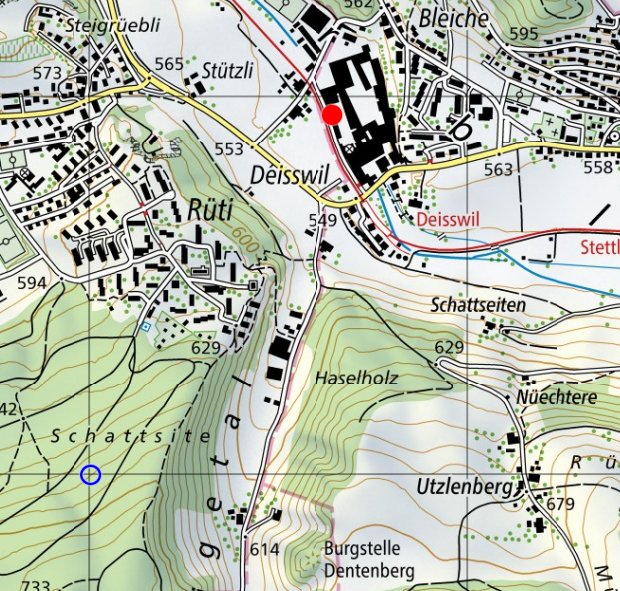 562
Bleiche
Steigrüebli
595
565
573
Stützli
553
Deisswil
563
558
Rüti
549
Deisswil
600
Stettl
594
Schattseiten
629
629
Haselholz
Nüechtere
42
Schattsite
getal
R ü
Utzlenberg
679
614
Burgstelle
Dentenberg
733